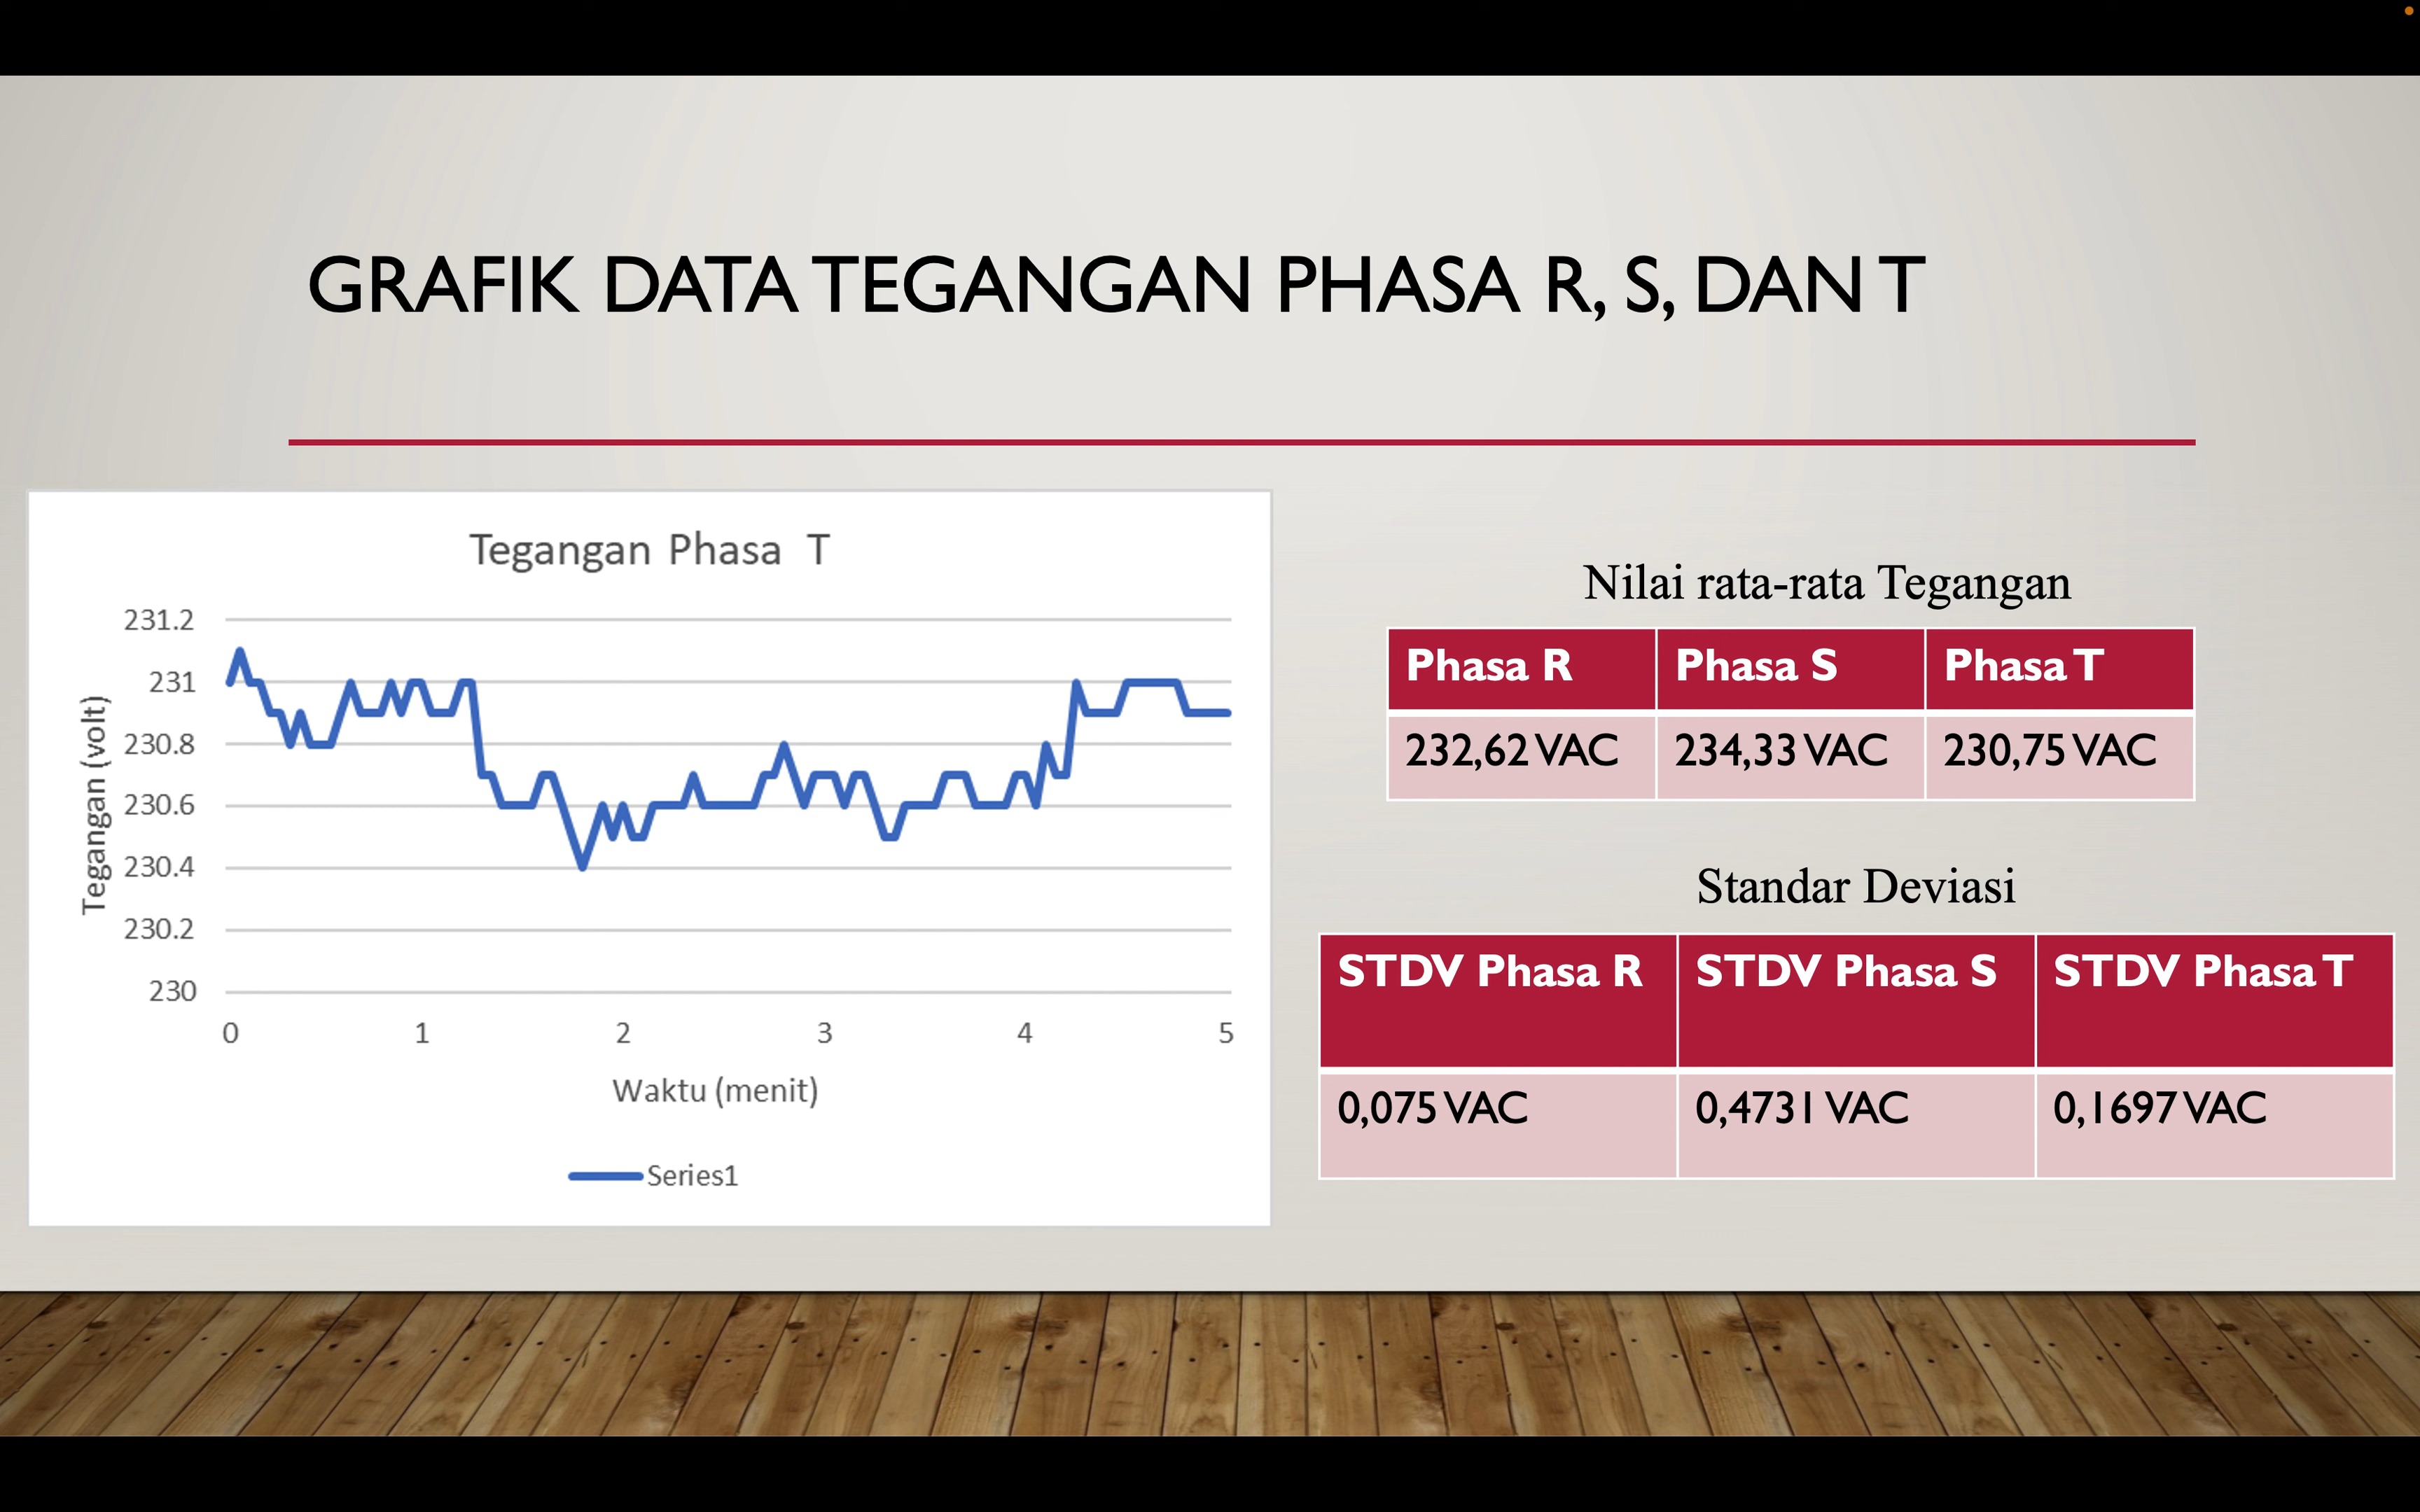 GRAFIK DATA TEGANGAN PHASA R, S, DAN T
Tegangan Phasa T
Tegangan (volt)
231.2
231
230.8
230.6
230.4
230.2
230
0 1 2 3 4 5
Waktu (menit)
Series1
Nilai rata-rata Tegangan
Phasa R Phasa S Phasa T
232,62 VAC 234,33 VAC 230,75 VAC
Standar Deviasi
STDV Phasa R STDV Phasa S STDV Phasa T
0,075 VAC 0,4731 VAC 0,1697 VAC